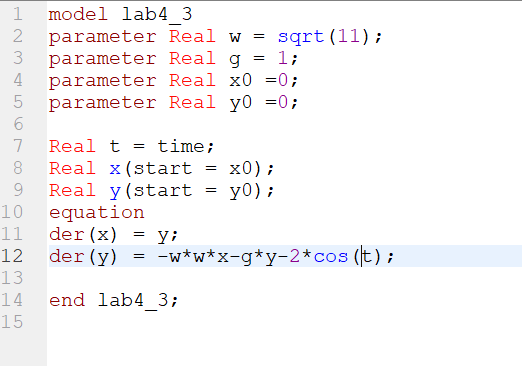 1 model lab4_3
2 parameter Real w = sqrt(11);
3 parameter Real g = 1;
4 parameter Real x0 =0;
5 parameter Real y0 =0;
6
7 Real t = time;
8 Real x(start = x0);
9 Real y(start = y0);
10 equation
11 der(x) = y;
12 der(y) = -w*w*x-g*y-2*cos(t);
13
14 end lab4_3;
15